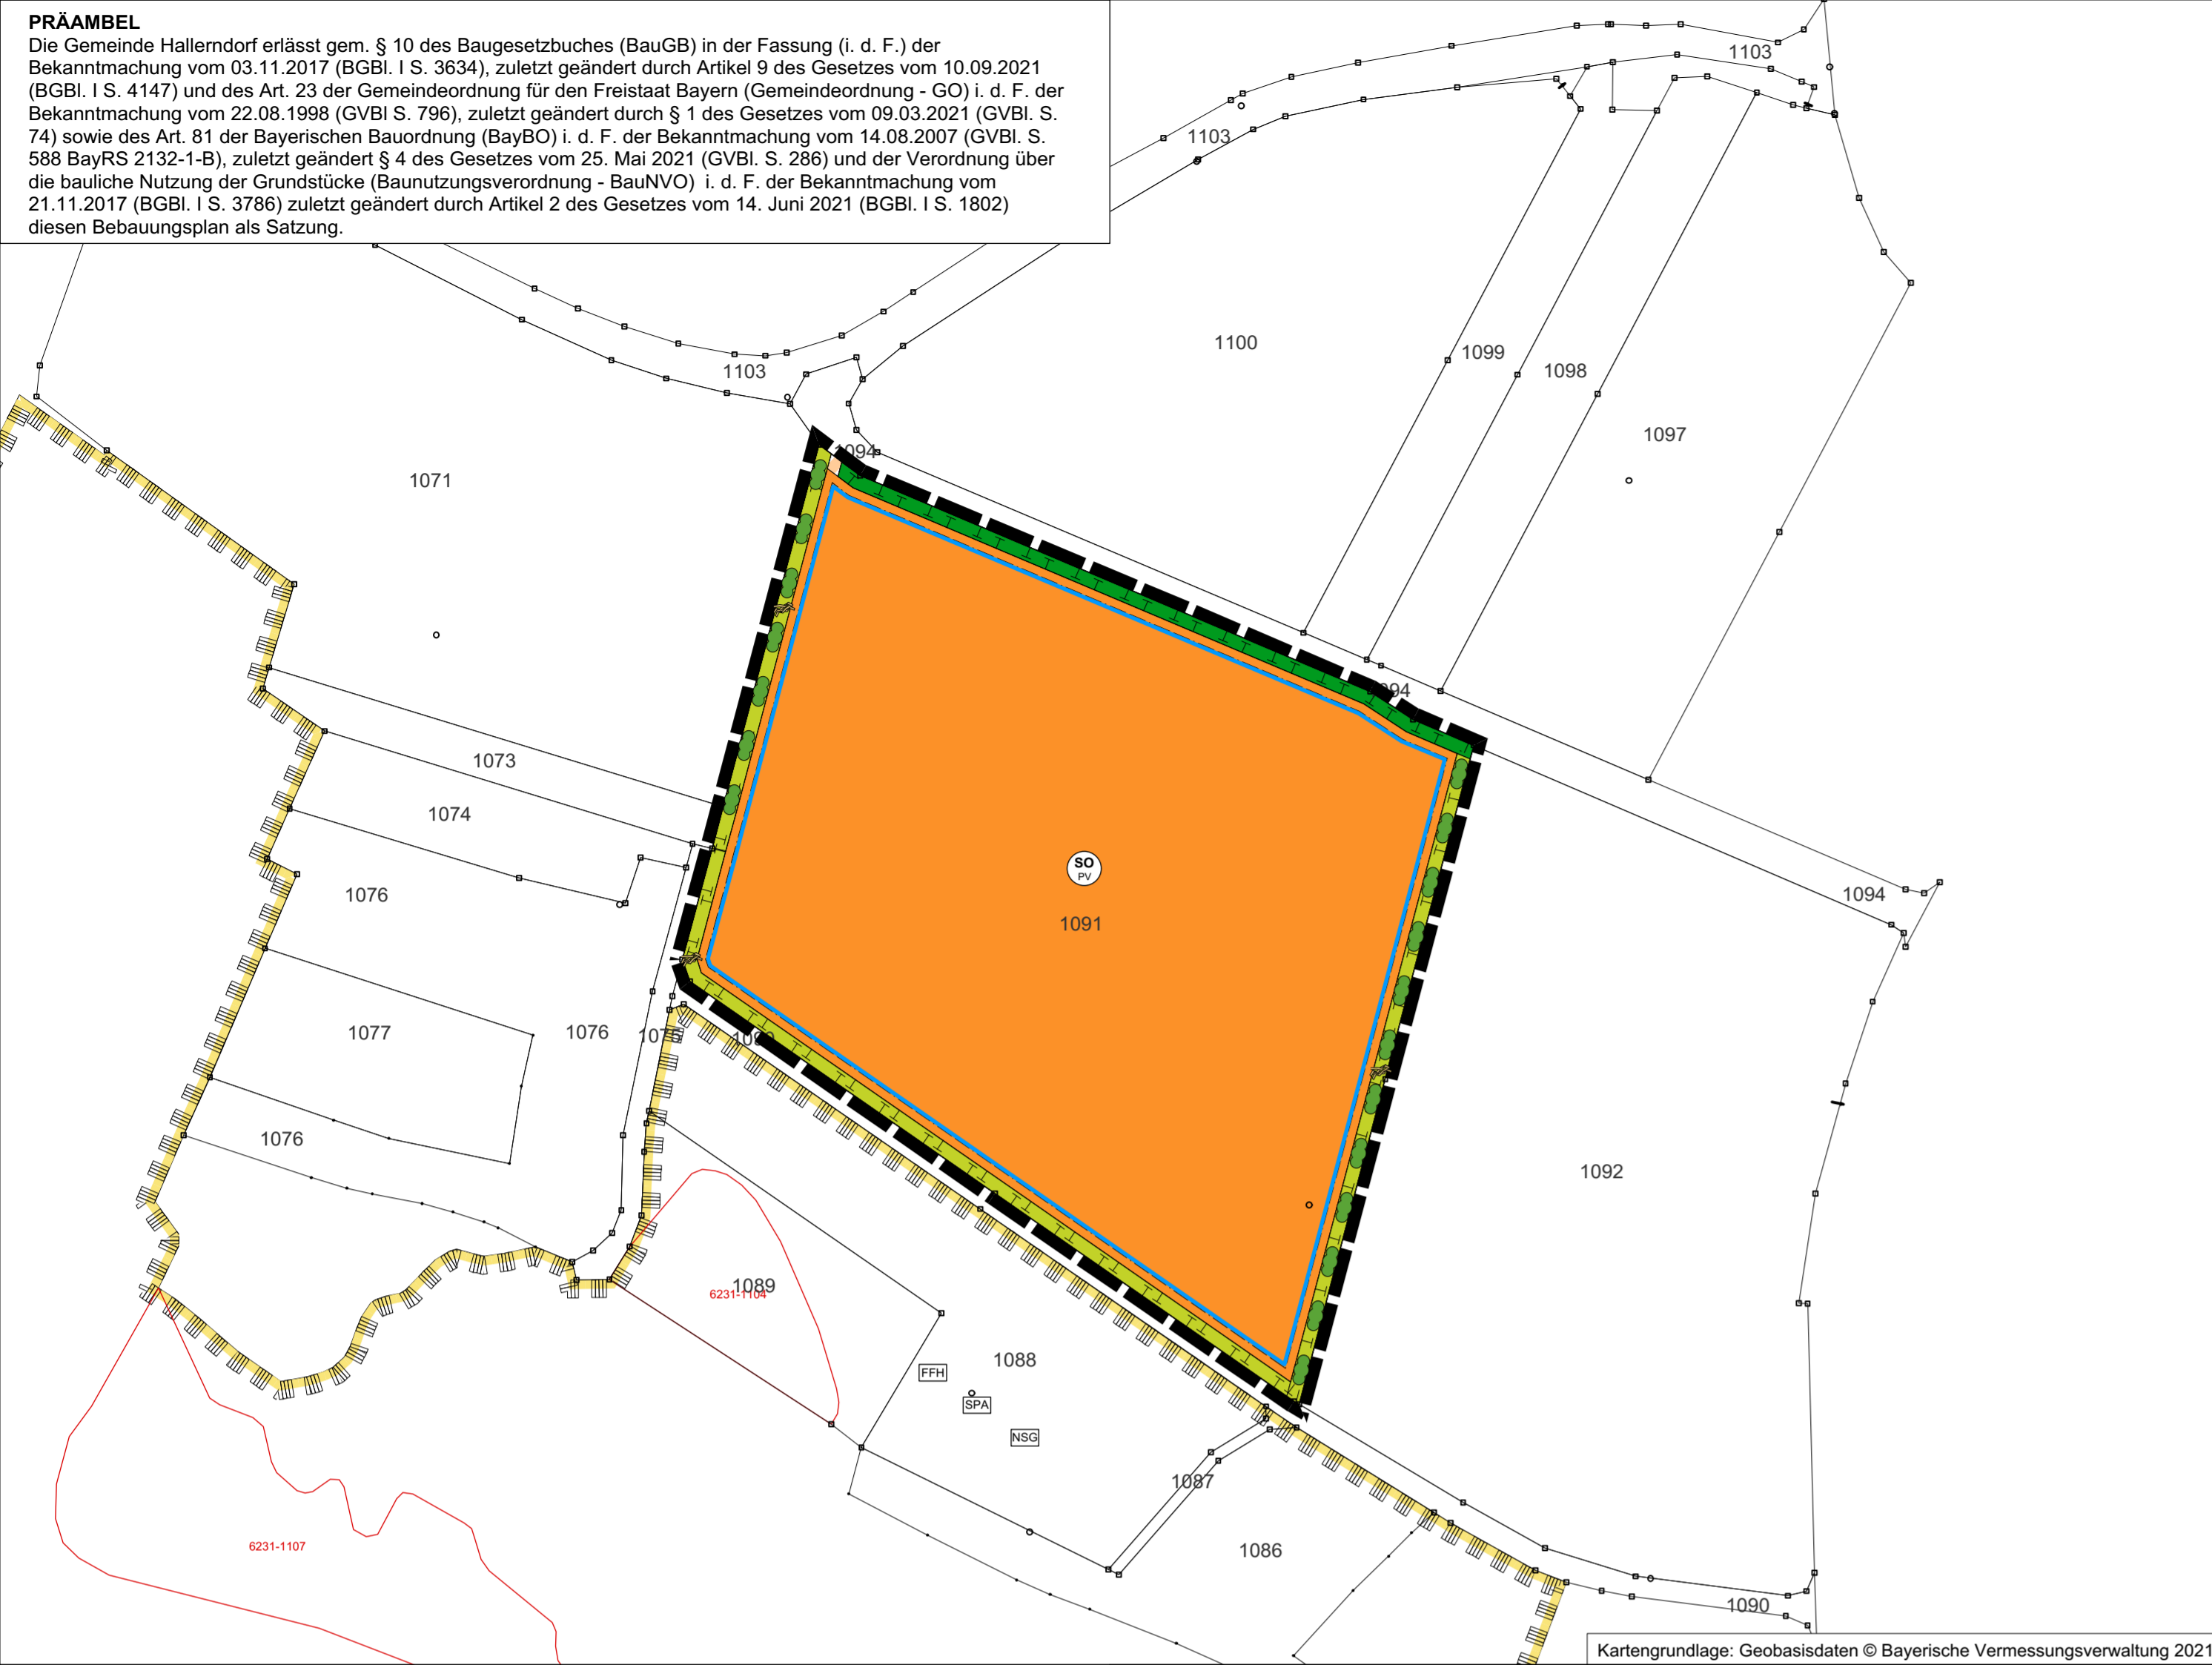 PRÄAMBEL
Die Gemeinde Hallerndorf erlässt gem. § 10 des Baugesetzbuches (BauGB) in der Fassung (i. d. F.) der
Bekanntmachung vom 03.11.2017 (BGBl. I S. 3634), zuletzt geändert durch Artikel 9 des Gesetzes vom 10.09.2021
(BGBl. I S. 4147) und des Art. 23 der Gemeindeordnung für den Freistaat Bayern (Gemeindeordnung - GO) i. d. F. der
Bekanntmachung vom 22.08.1998 (GVBl S. 796), zuletzt geändert durch § 1 des Gesetzes vom 09.03.2021 (GVBl. S.
74) sowie des Art. 81 der Bayerischen Bauordnung (BayBO) i. d. F. der Bekanntmachung vom 14.08.2007 (GVBl. S.
588 BayRS 2132-1-B), zuletzt geändert § 4 des Gesetzes vom 25. Mai 2021 (GVBl. S. 286) und der Verordnung über
die bauliche Nutzung der Grundstücke (Baunutzungsverordnung - BauNVO) i. d. F. der Bekanntmachung vom
21.11.2017 (BGBl. I S. 3786) zuletzt geändert durch Artikel 2 des Gesetzes vom 14. Juni 2021 (BGBl. I S. 1802)
diesen Bebauungsplan als Satzung.
1103
1103
1100
1099
1103
1098
1097
1094
1071
1094
1073
1074
SO
PV
1076
1094
1091
1077
1076
1075
1090
1076
1092
1089
6231-1104
1088
FFH
SPA
NSG
1087
6231-1107
1086
1090
Kartengrundlage: Geobasisdaten © Bayerische Vermessungsverwaltung 2021